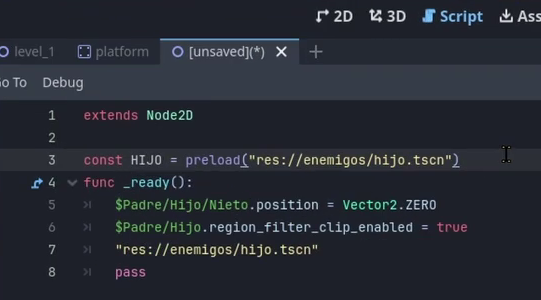 2D 3D Script Ass
level_1 platform [unsaved](*)
o To Debug
1 extends Node2D
2
3 const HIJO = preload("res://enemigos/hijo.tscn")
4 func _ready():
5 $Padre/Hijo/Nieto.position = Vector2.ZERO
6 $Padre/Hijo.region_filter_clip_enabled = true
7 "res://enemigos/hijo.tscn"
8 pass